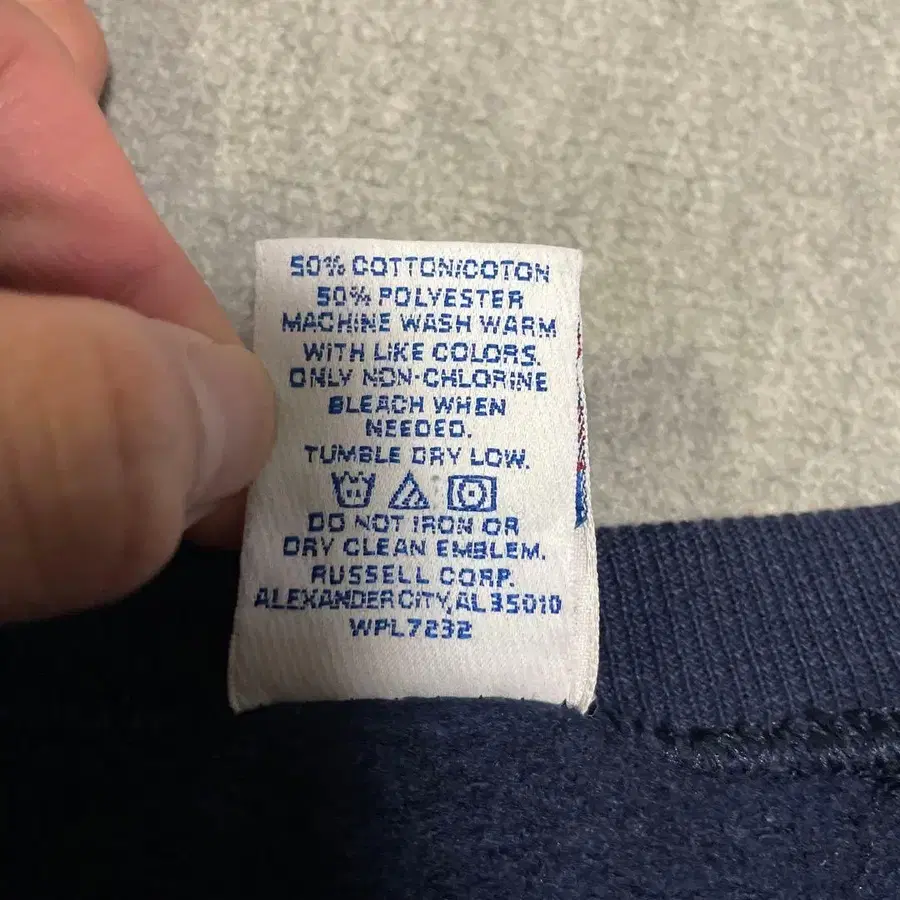 50% COTTON/COTON
50% POLYESTER
MACHINE WASH WARM
WITH LIKE COLORS.
ONLY NON-CHLORINE
BLEACH WHEN
NEEDED.
TUMBLE DRY LOW.
DO NOT IRON OR
DRY CLEAN EMBLEM.
RUSSELL CORP.
ALEXANDER CITY, AL 35010
WPL7232